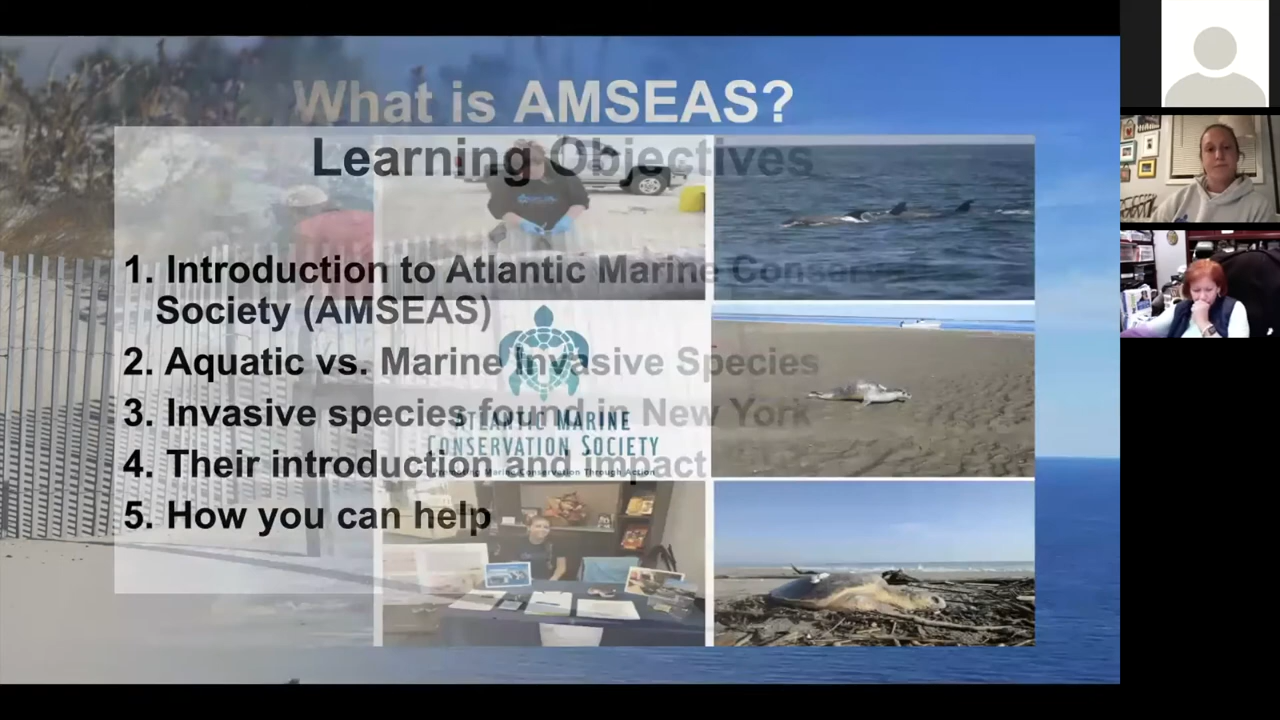 What is AMSEAS?
Learning Objectives
1. Introduction to Atlantic Marine Conserv
Society (AMSEAS)
2. Aquatic vs. Marine Invasive Species
3. Invasive species found in New York
ATLANTIC MARINE
CONSERVATION SOCIETY
4. Their introduction and impact
Promoting Marine Conservation Through Action
5. How you can help